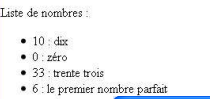 Liste de nombres :
• 10 : dix
• 0 : zéro
• 33 : trente trois
• 6 : le premier nombre parfait